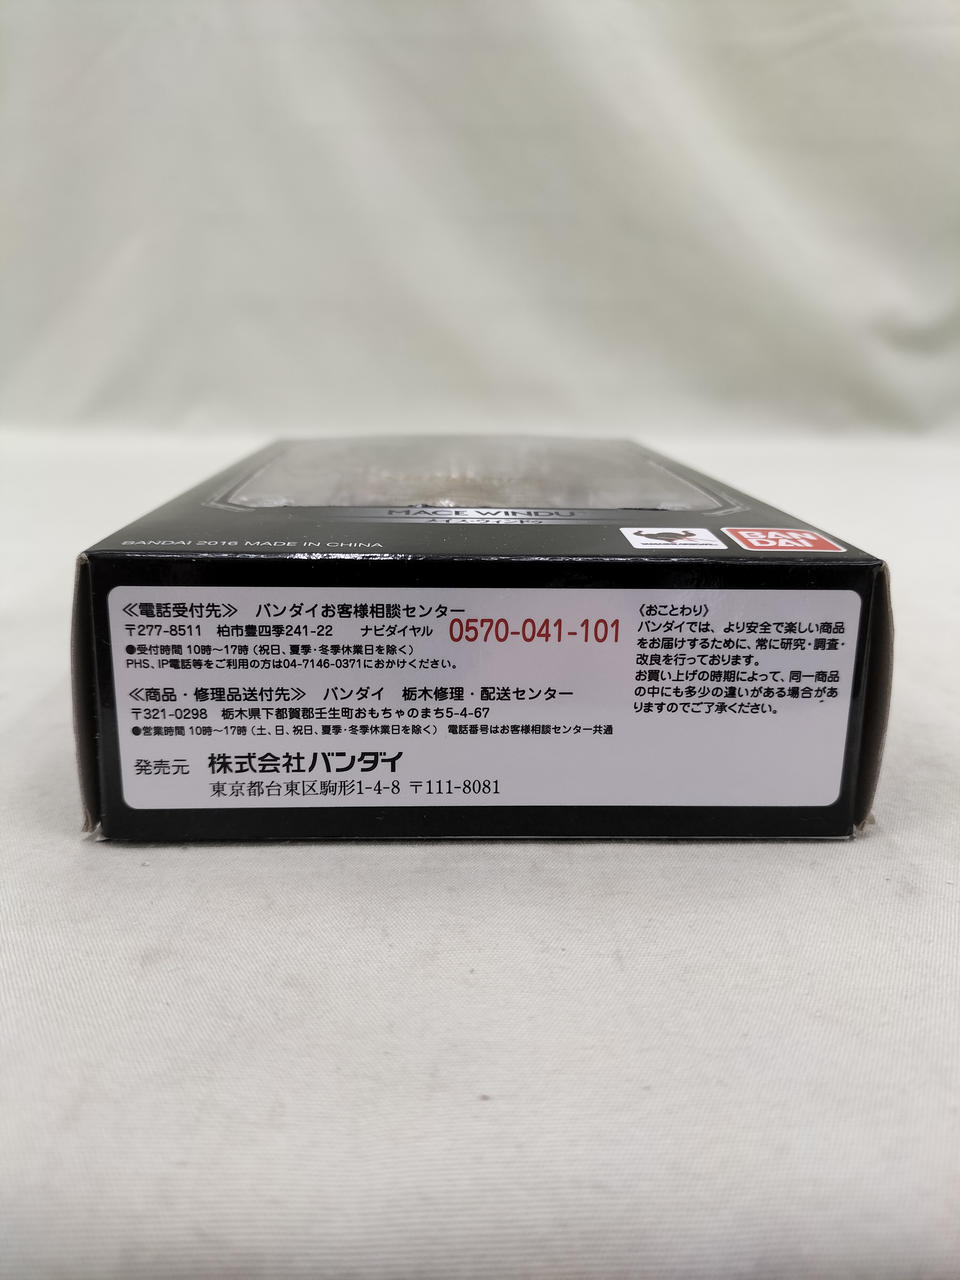 MACE WINDU
メイス・ウィンドゥ
BANDAI 2016 MADE IN CHINA
BAN
DAI
≪電話受付先≫ バンダイお客様相談センター
〒277-8511 柏市豊四季241-22 ナビダイヤル 0570-041-101
●受付時間 10時～17時（祝日、夏季・冬季休業日を除く）
PHS、IP電話等をご利用の方は04-7146-0371におかけください。
≪商品・修理品送付先≫ バンダイ 栃木修理・配送センター
〒321-0298 栃木県下都賀郡壬生町おもちゃのまち5-4-67
●営業時間 10時～17時（土、日、祝日、夏季・冬季休業日を除く） 電話番号はお客様相談センター共通
発売元 株式会社バンダイ
東京都台東区駒形1-4-8 〒111-8081
《おことわり》
バンダイでは、より安全で楽しい商品
をお届けするために、常に研究・調査・
改良を行っております。
お買い上げの時期によって、同一商品
の中にも多少の違いがある場合があ
りますのでご了承ください。